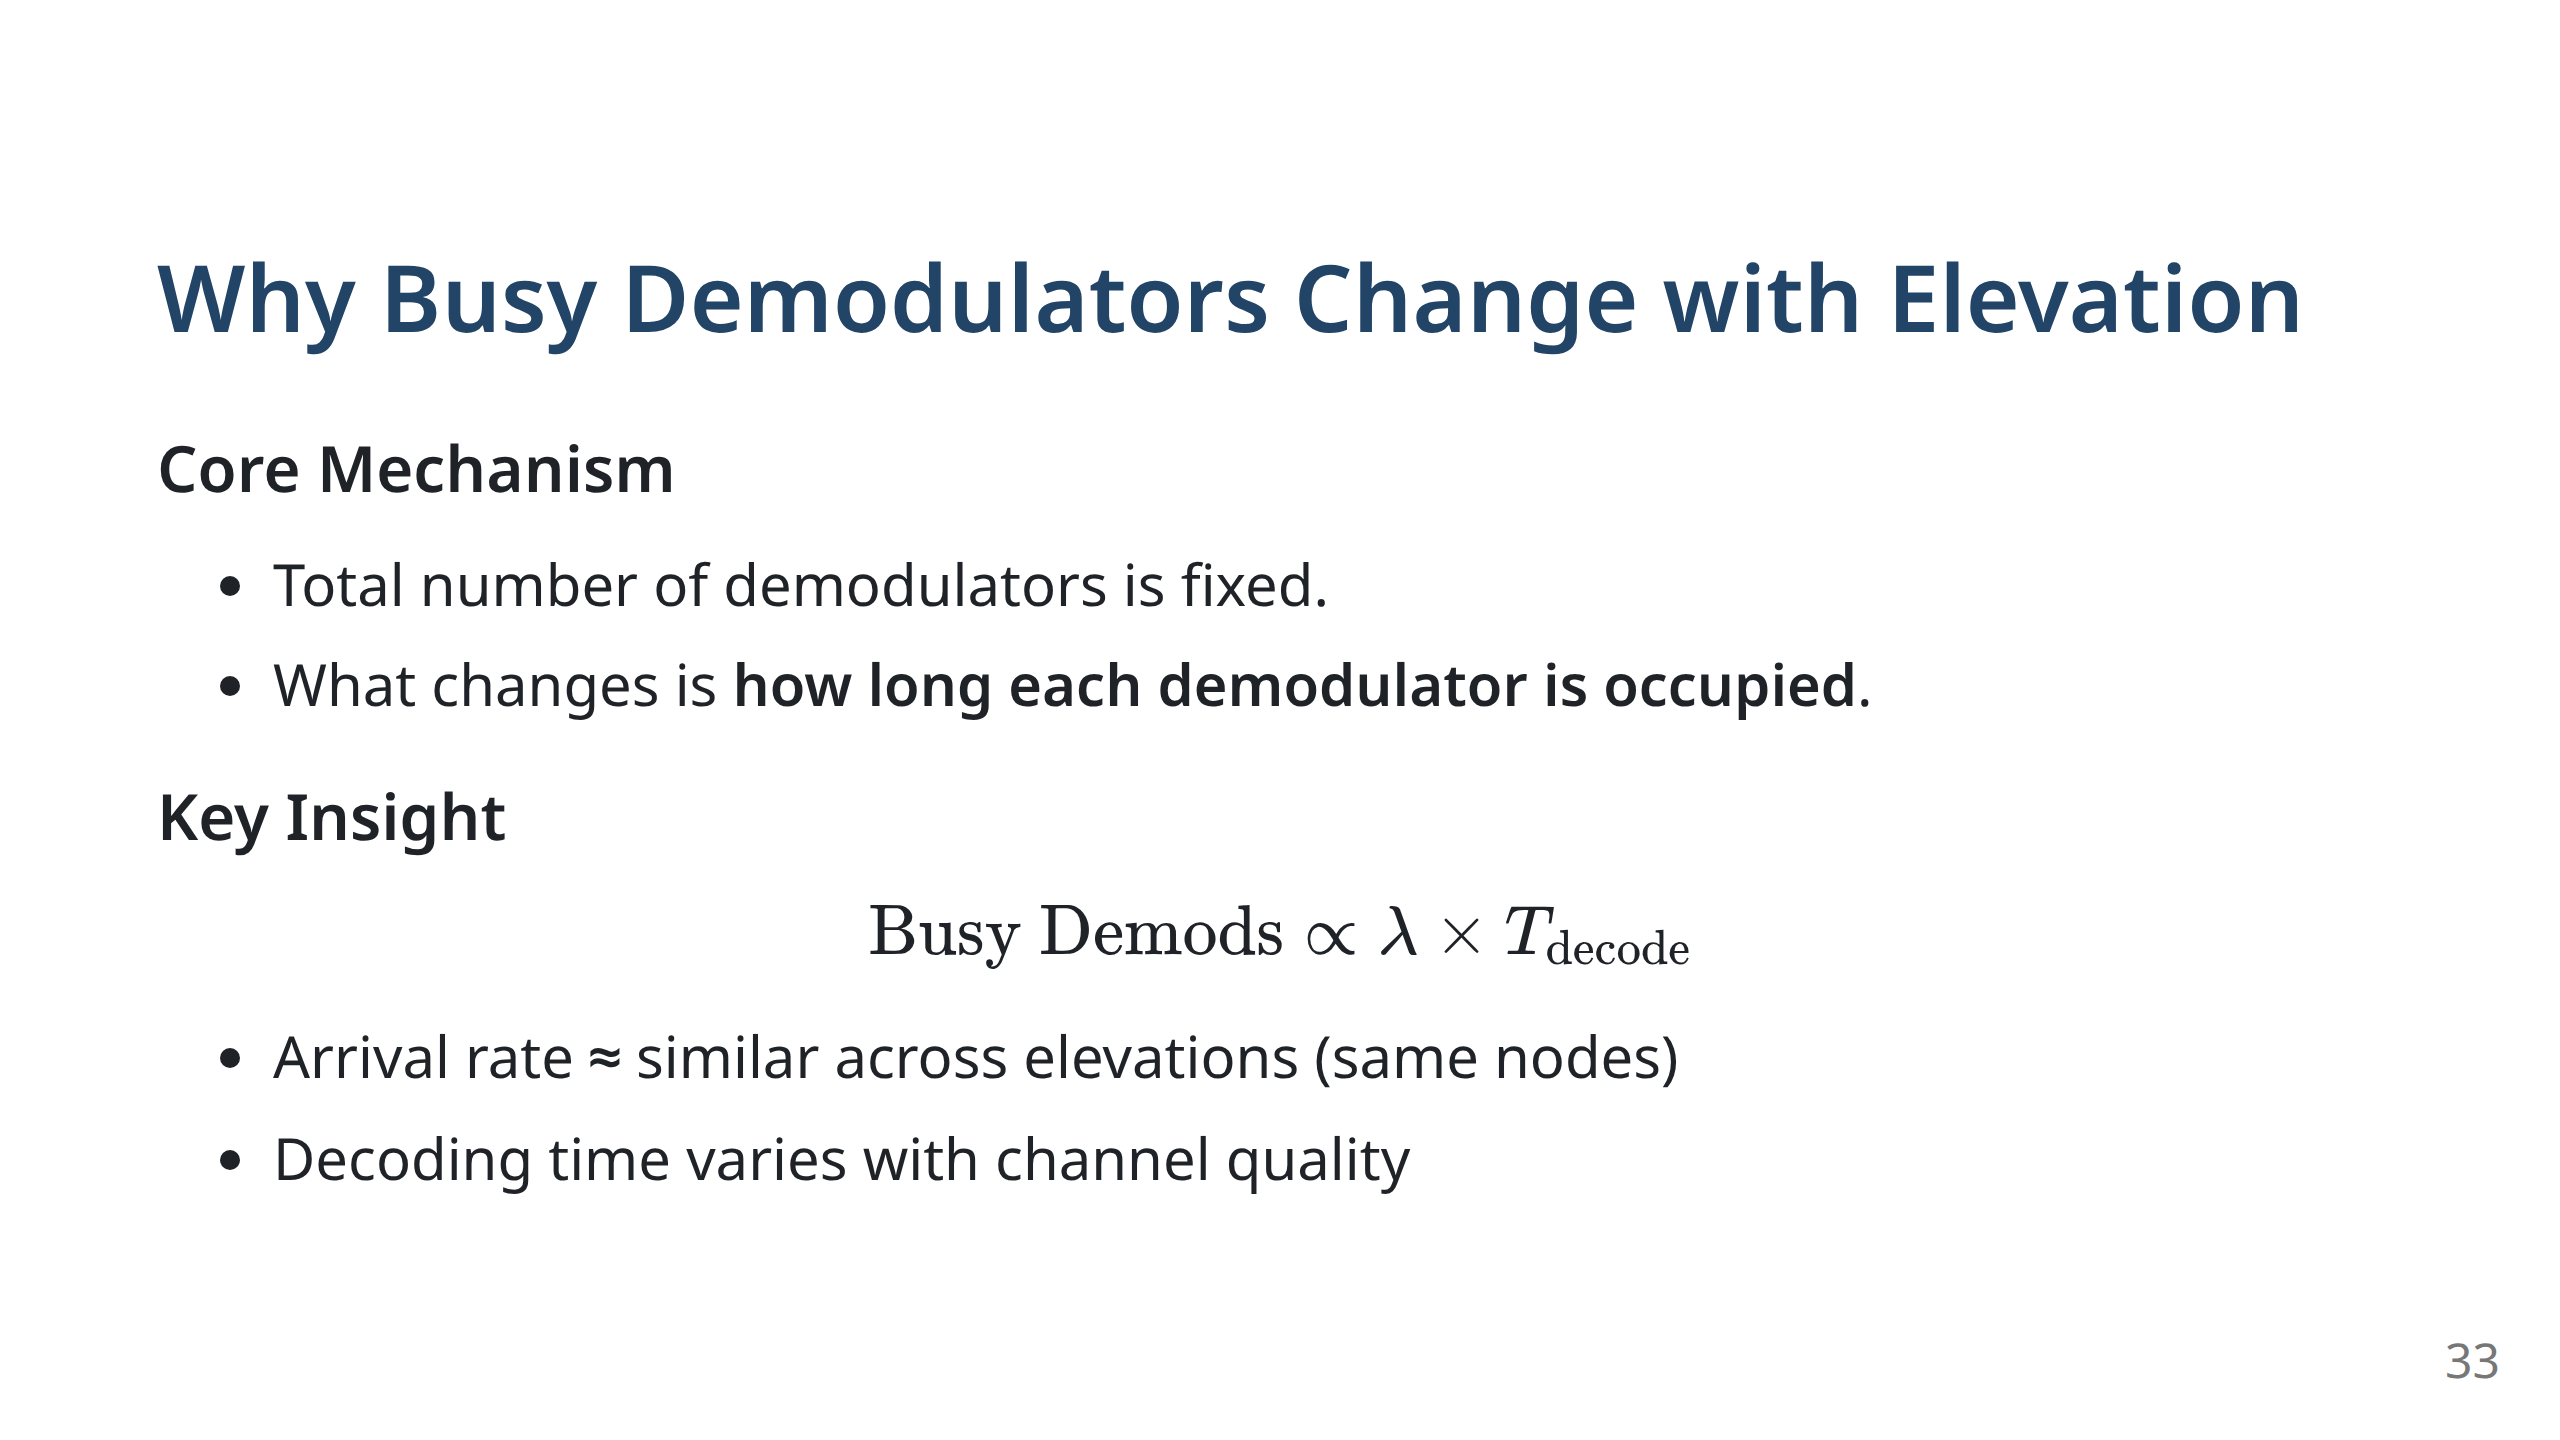 Why Busy Demodulators Change with Elevation
Core Mechanism
• Total number of demodulators is fixed.
• What changes is how long each demodulator is occupied.
Key Insight
Busy Demods ∝ λ × T_decode
• Arrival rate ≈ similar across elevations (same nodes)
• Decoding time varies with channel quality
33